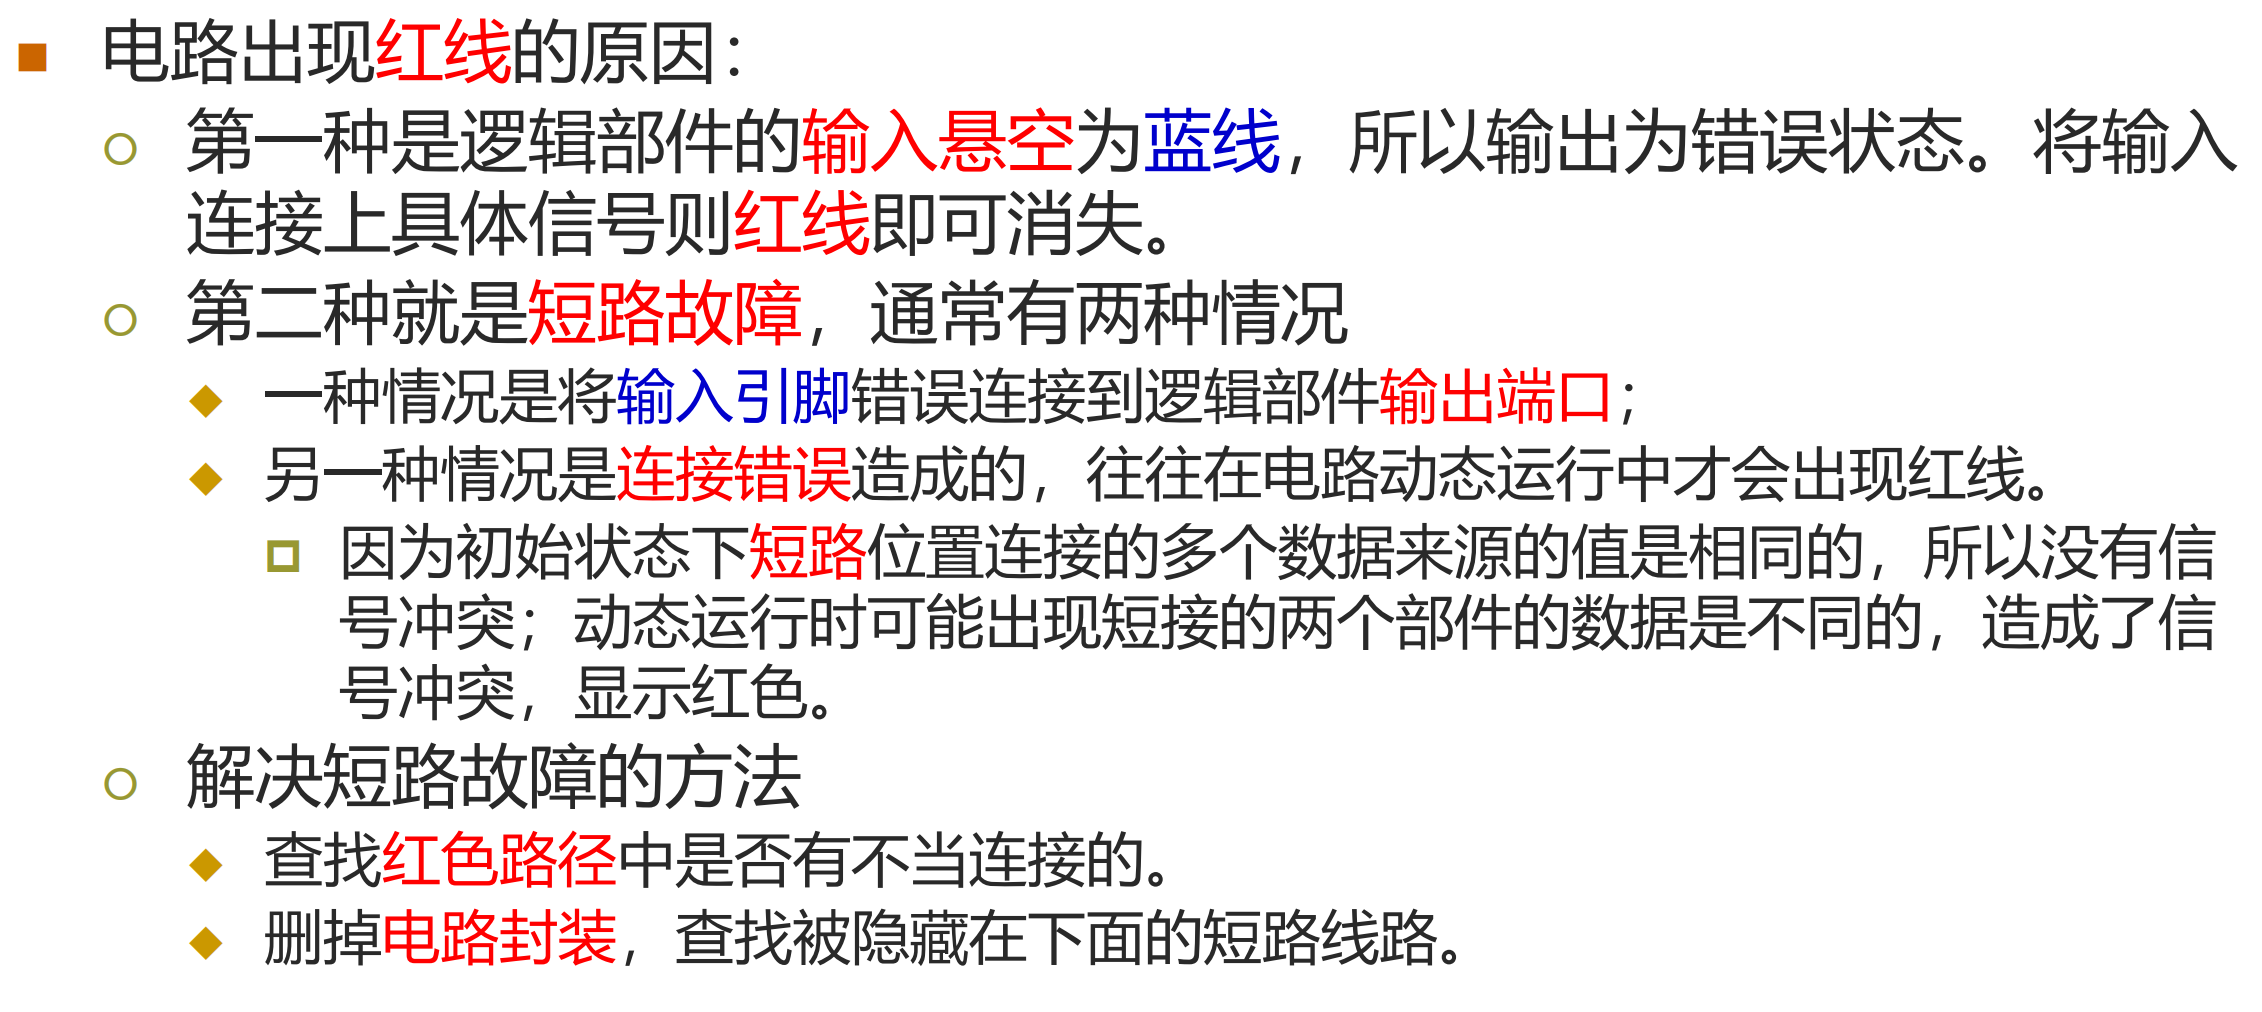 电路出现红线的原因：
第一种是逻辑部件的输入悬空为蓝线，所以输出为错误状态。将输入
连接上具体信号则红线即可消失。
第二种就是短路故障，通常有两种情况
一种情况是将输入引脚错误连接到逻辑部件输出端口；
另一种情况是连接错误造成的，往往在电路动态运行中才会出现红线。
因为初始状态下短路位置连接的多个数据来源的值是相同的，所以没有信
号冲突；动态运行时可能出现短接的两个部件的数据是不同的，造成了信
号冲突，显示红色。
解决短路故障的方法
查找红色路径中是否有不当连接的。
删掉电路封装，查找被隐藏在下面的短路线路。